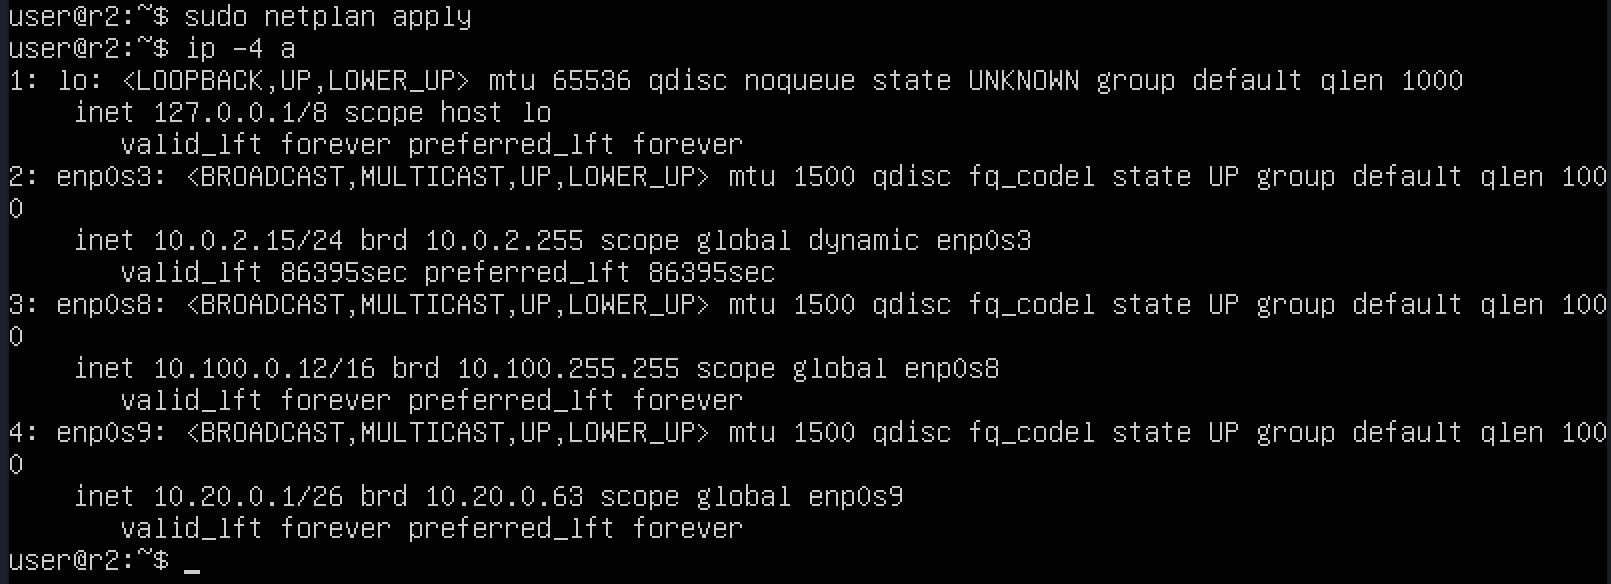 user@r2:~$ sudo netplan apply
user@r2:~$ ip -4 a
1: lo: <LOOPBACK,UP,LOWER_UP> mtu 65536 qdisc noqueue state UNKNOWN group default qlen 1000
    inet 127.0.0.1/8 scope host lo
       valid_lft forever preferred_lft forever
2: enp0s3: <BROADCAST,MULTICAST,UP,LOWER_UP> mtu 1500 qdisc fq_codel state UP group default qlen 100
0
    inet 10.0.2.15/24 brd 10.0.2.255 scope global dynamic enp0s3
       valid_lft 86395sec preferred_lft 86395sec
3: enp0s8: <BROADCAST,MULTICAST,UP,LOWER_UP> mtu 1500 qdisc fq_codel state UP group default qlen 100
0
    inet 10.100.0.12/16 brd 10.100.255.255 scope global enp0s8
       valid_lft forever preferred_lft forever
4: enp0s9: <BROADCAST,MULTICAST,UP,LOWER_UP> mtu 1500 qdisc fq_codel state UP group default qlen 100
0
    inet 10.20.0.1/26 brd 10.20.0.63 scope global enp0s9
       valid_lft forever preferred_lft forever
user@r2:~$ _